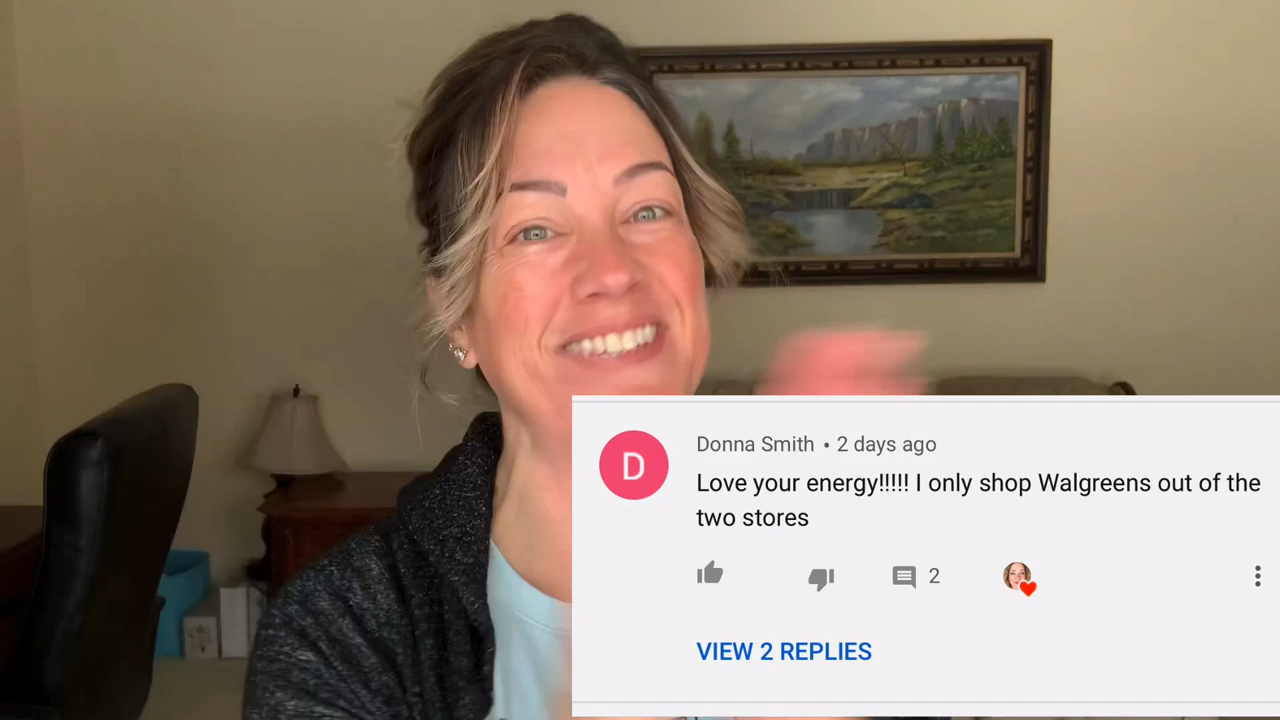 D
Donna Smith • 2 days ago
Love your energy!!!!! I only shop Walgreens out of the
two stores
2
VIEW 2 REPLIES